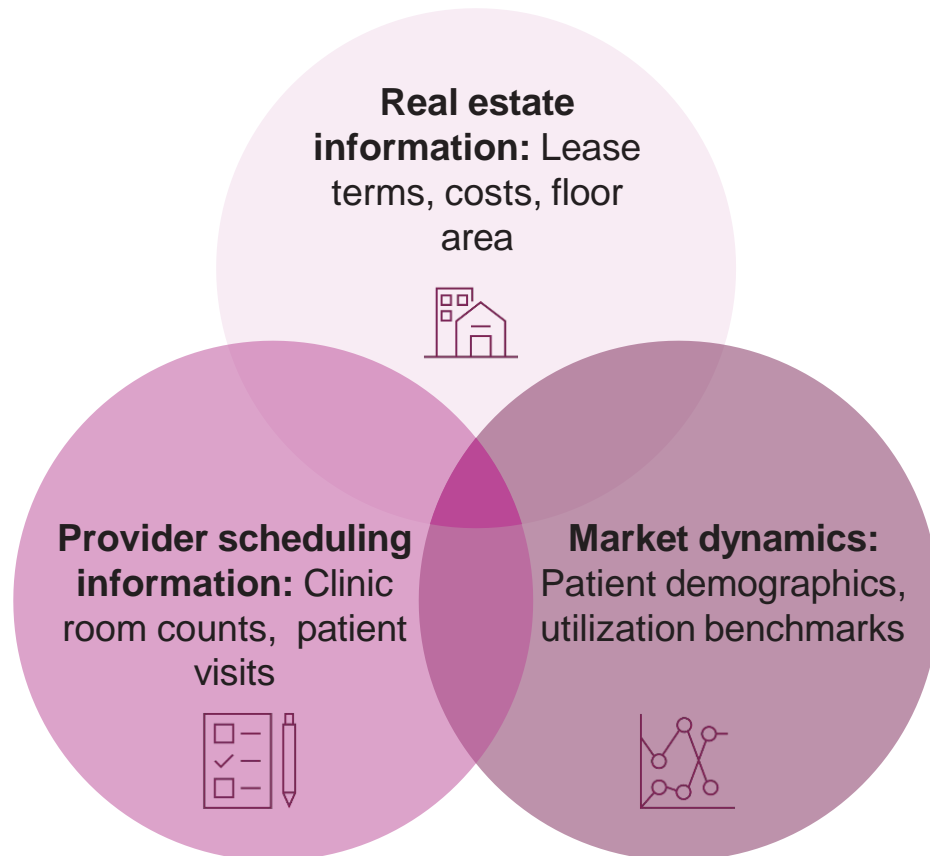 Real estate
information: Lease
terms, costs, floor
area
Provider scheduling
information: Clinic
room counts,  patient
visits
Market dynamics:
Patient demographics,
utilization benchmarks